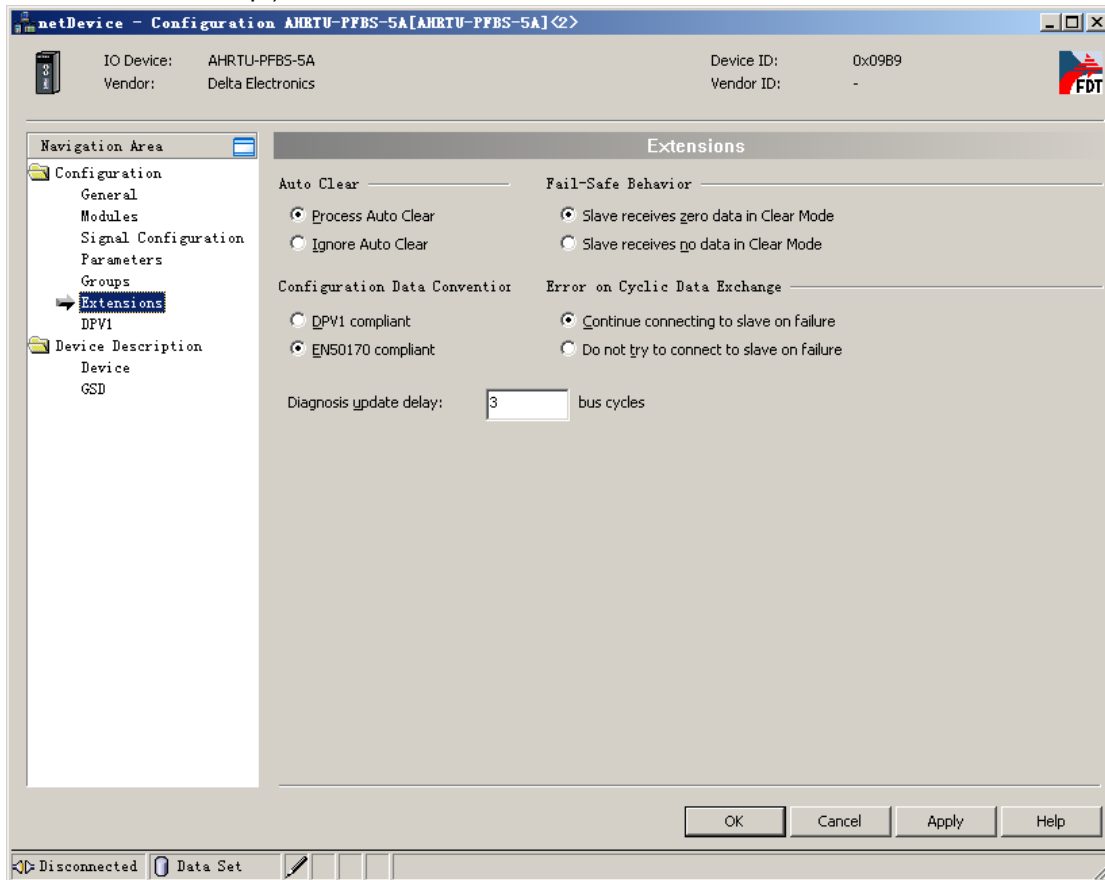 netDevice - Configuration AHRTU-PFBS-5A[AHRTU-PFBS-5A]<2>
IO Device: AHRTU-PFBS-5A Device ID: 0x09B9
Vendor: Delta Electronics Vendor ID: -
FDT
Navigation Area
Extensions
Configuration
General
Modules
Signal Configuration
Parameters
Groups
Extensions
DPV1
Device Description
Device
GSD
Auto Clear
Process Auto Clear
Ignore Auto Clear
Fail-Safe Behavior
Slave receives zero data in Clear Mode
Slave receives no data in Clear Mode
Configuration Data Convention
DPV1 compliant
EN50170 compliant
Error on Cyclic Data Exchange
Continue connecting to slave on failure
Do not try to connect to slave on failure
Diagnosis update delay: 3 bus cycles
OK Cancel Apply Help
Disconnected Data Set